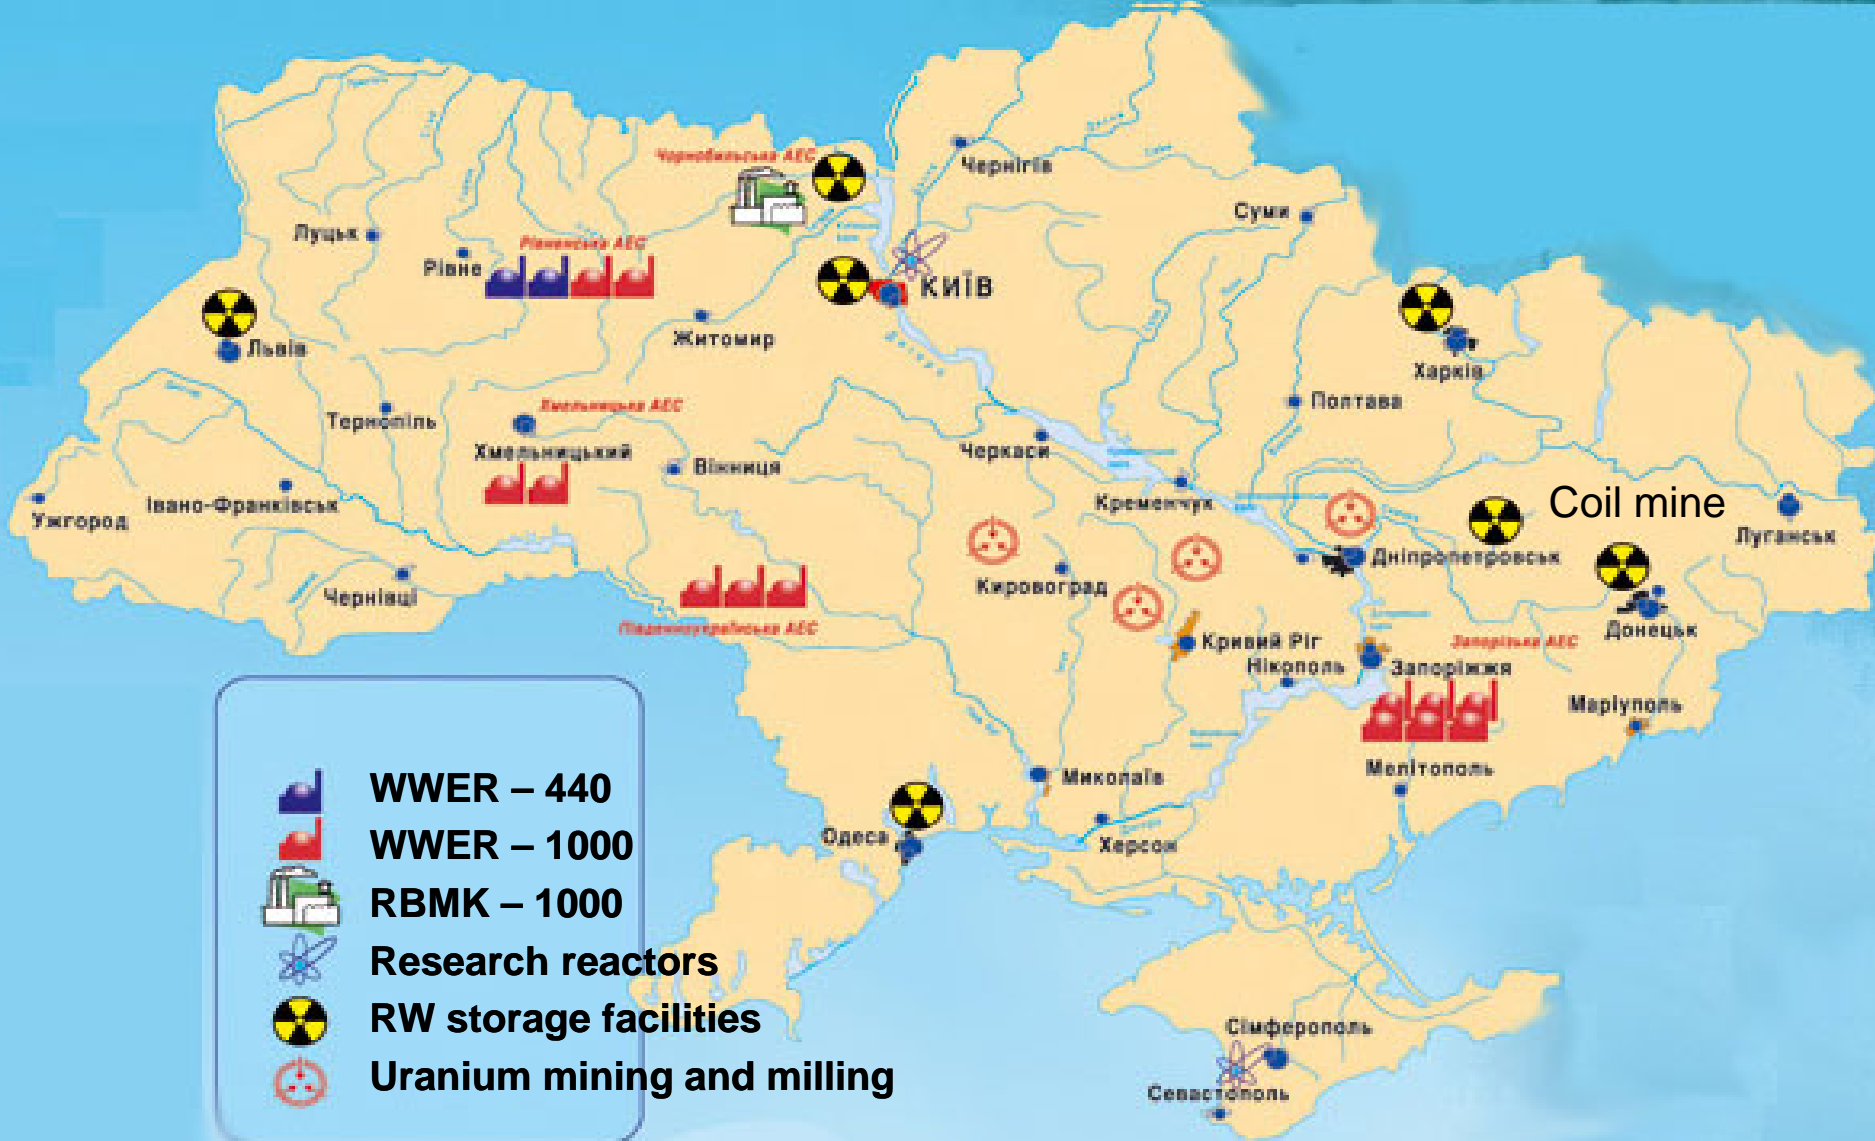 Чорнобильська АЕС
Чернігів
Суми
Луцьк
Рівненська АЕС
Рівне
КИЇВ
Житомир
Львів
Дніпро
Харків
Тернопіль
Хмельницька АЕС
Полтава
Хмельницький
Вінниця
Черкаси
Ужгород
Івано-Франківськ
Кременчук
Coil mine
Луганськ
Дніпропетровськ
Чернівці
Кировоград
Південноукраїнська АЕС
Донецьк
Кривий Ріг
Запорізька АЕС
Нікополь
Запоріжжя
Маріуполь
Мелітополь
Миколаїв
Одеса
Херсон
Сімферополь
Севастополь
WWER – 440
WWER – 1000
RBMK – 1000
Research reactors
RW storage facilities
Uranium mining and milling